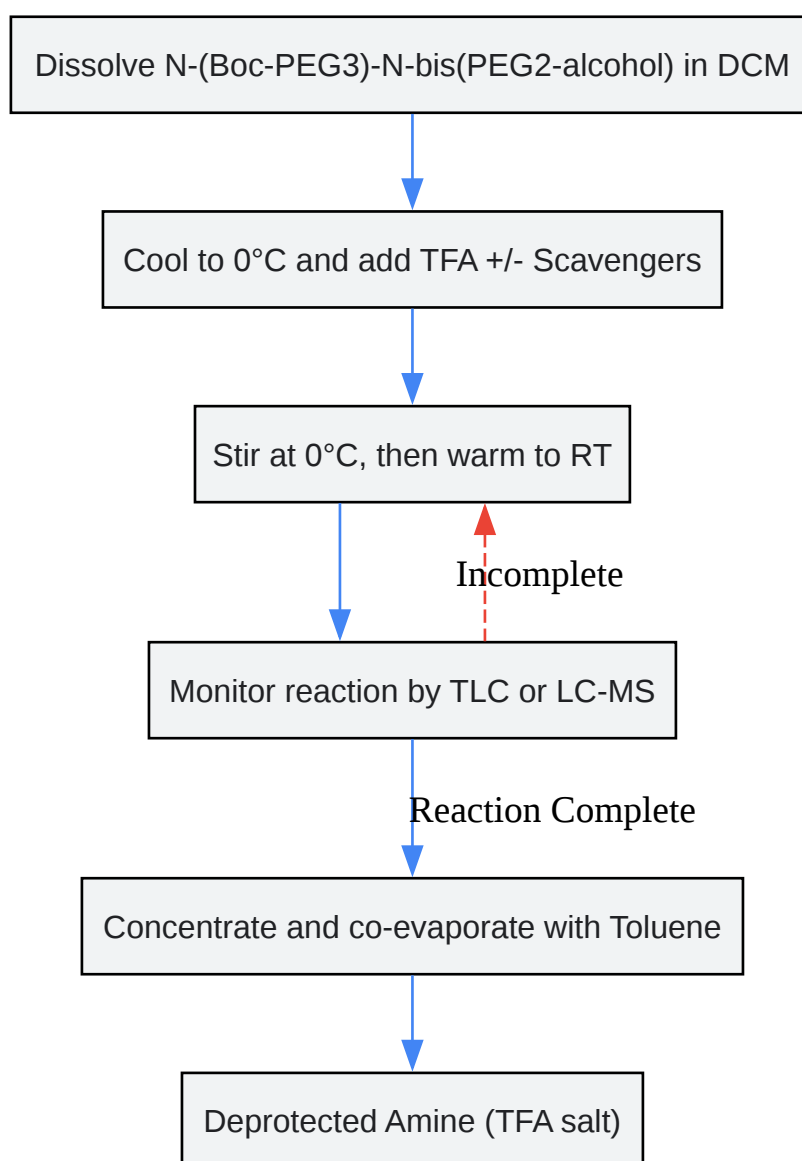 Dissolve N-(Boc-PEG3)-N-bis(PEG2-alcohol) in DCM
Cool to 0°C and add TFA +/- Scavengers
Stir at 0°C, then warm to RT
Incomplete
Monitor reaction by TLC or LC-MS
Reaction Complete
Concentrate and co-evaporate with Toluene
Deprotected Amine (TFA salt)